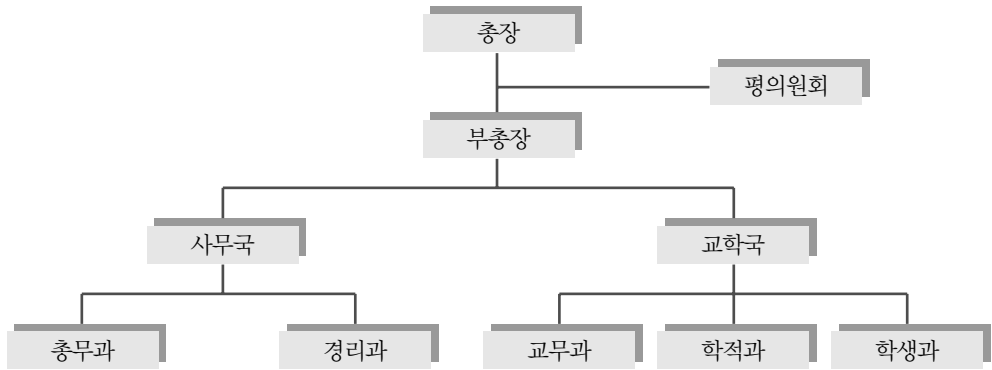 총장
평의원회
부총장
사무국
교학국
총무과
경리과
교무과
학적과
학생과